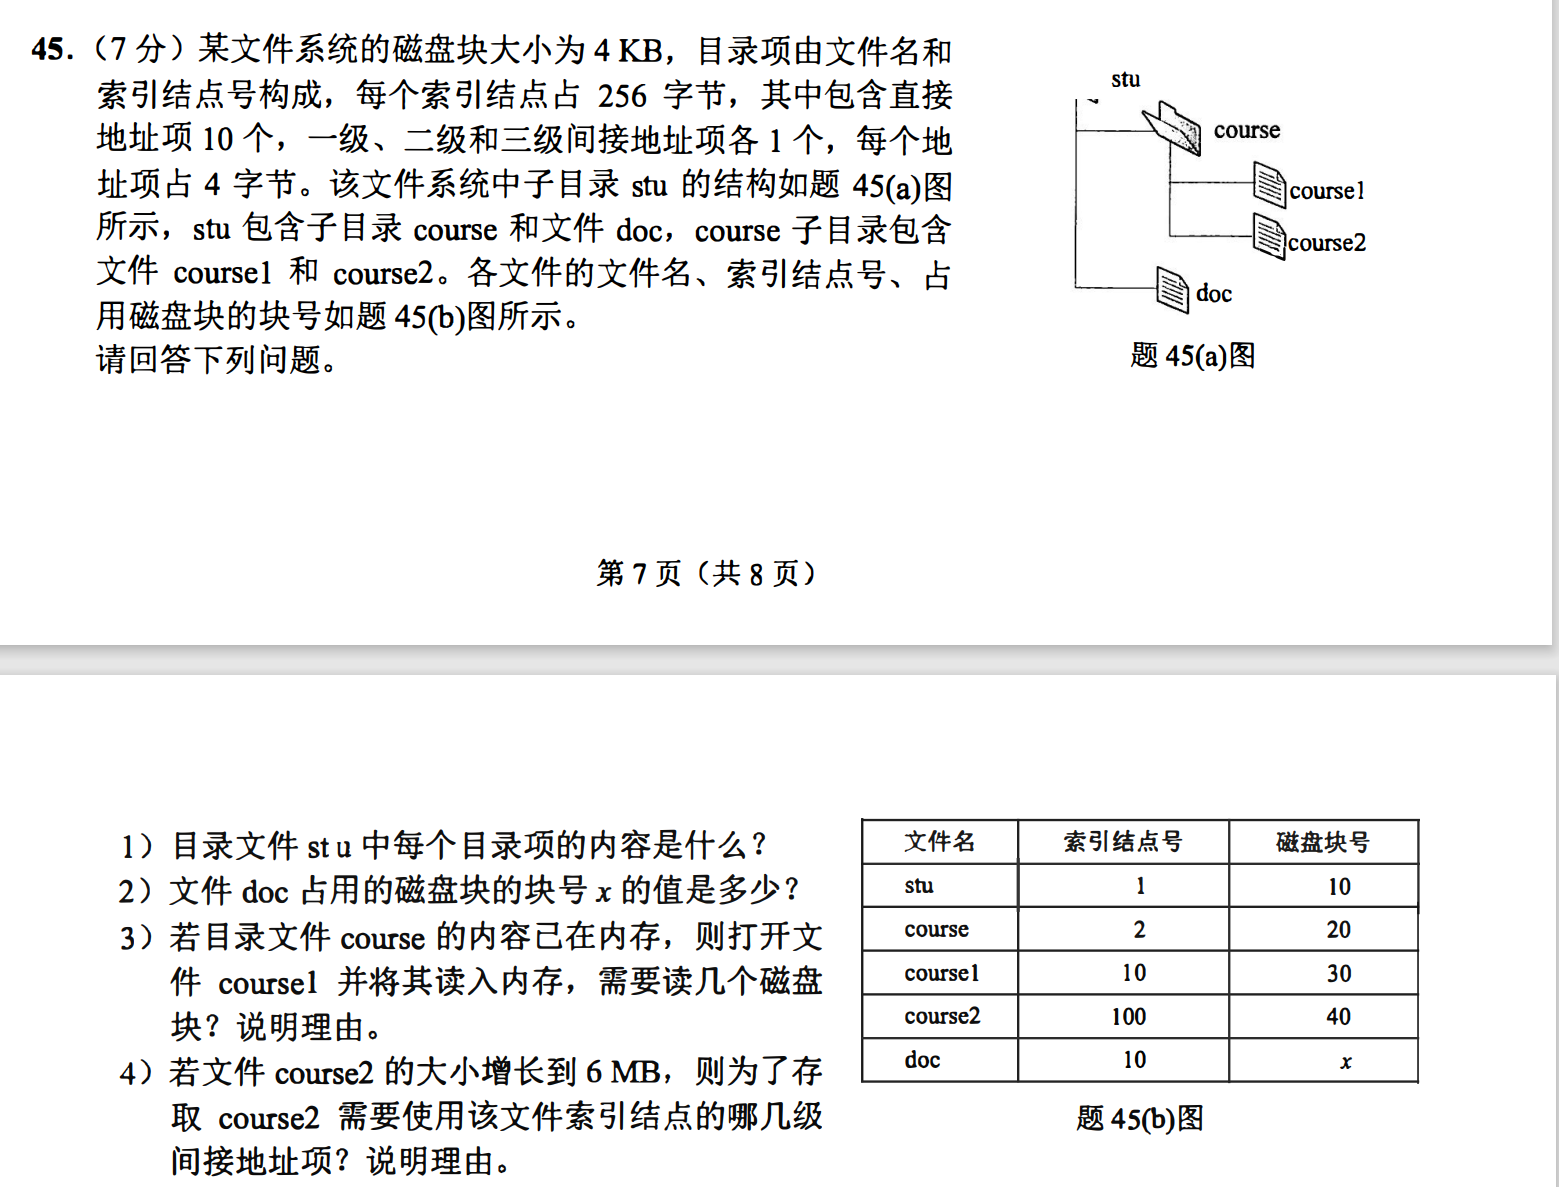 45.（7 分）某文件系统的磁盘块大小为 4 KB，目录项由文件名和
索引结点号构成，每个索引结点占 256 字节，其中包含直接
地址项 10 个，一级、二级和三级间接地址项各 1 个，每个地
址项占 4 字节。该文件系统中子目录 stu 的结构如题 45(a)图
所示，stu 包含子目录 course 和文件 doc，course 子目录包含
文件 course1 和 course2。各文件的文件名、索引结点号、占
用磁盘块的块号如题 45(b)图所示。
请回答下列问题。
stu
course
course1
course2
doc
题 45(a)图
第 7 页（共 8 页）
1）目录文件 stu 中每个目录项的内容是什么？
2）文件 doc 占用的磁盘块的块号 x 的值是多少？
3）若目录文件 course 的内容已在内存，则打开文
件 course1 并将其读入内存，需要读几个磁盘
块？说明理由。
4）若文件 course2 的大小增长到 6 MB，则为了存
取 course2 需要使用该文件索引结点的哪几级
间接地址项？说明理由。
文件名 索引结点号 磁盘块号
stu 1 10
course 2 20
course1 10 30
course2 100 40
doc 10 x
题 45(b)图